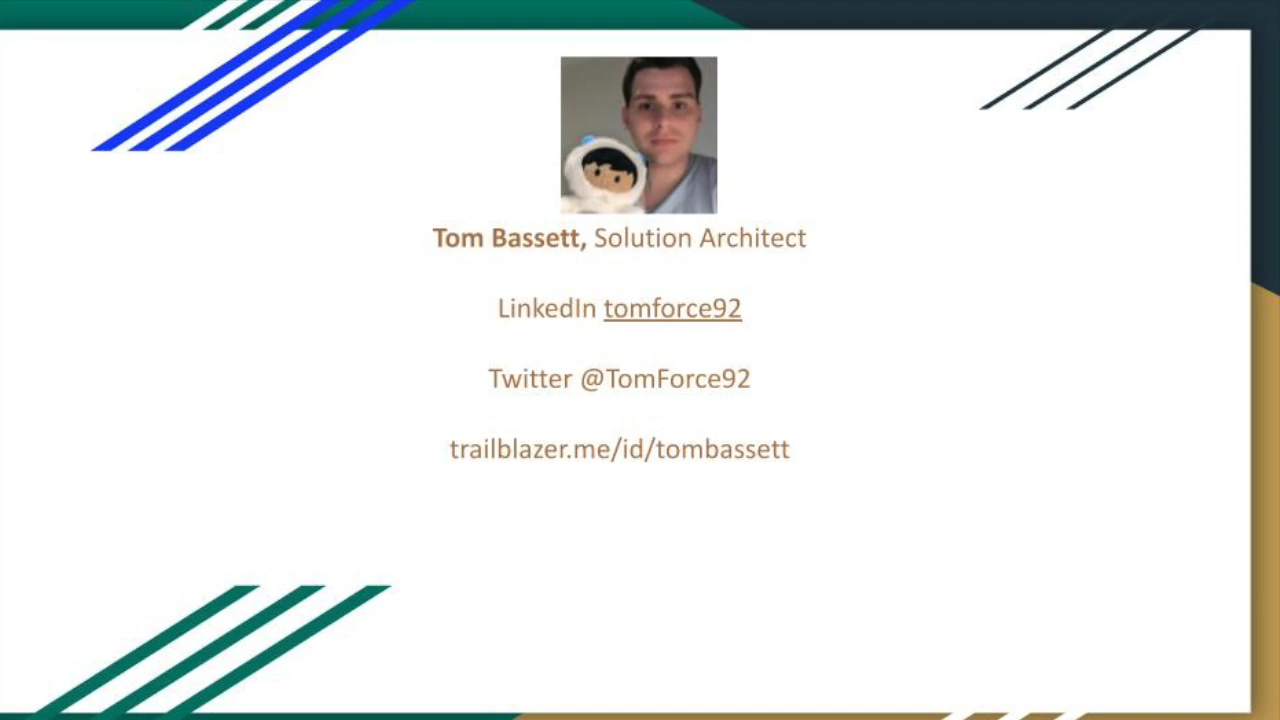 Tom Bassett, Solution Architect
LinkedIn tomforce92
Twitter @TomForce92
trailblazer.me/id/tombassett